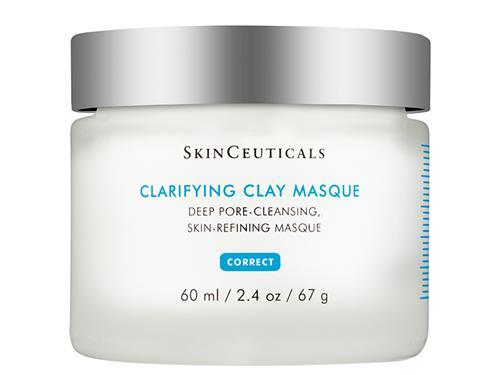 SKINCEUTICALS
CLARIFYING CLAY MASQUE
DEEP PORE-CLEANSING,
SKIN-REFINING MASQUE
CORRECT
60 ml / 2.4 oz / 67 g